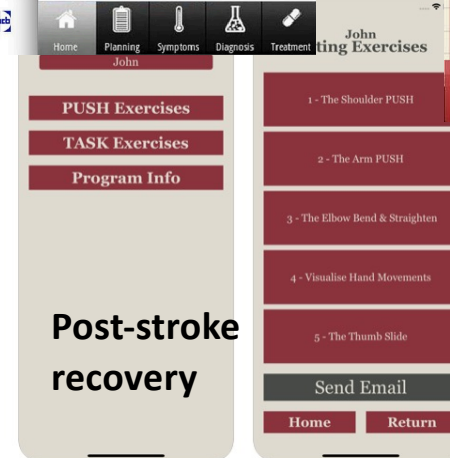 ucb
Home Planning Symptoms Diagnosis Treatment
John
PUSH Exercises
TASK Exercises
Program Info
Post-stroke
recovery
John
ting Exercises
1 - The Shoulder PUSH
2 - The Arm PUSH
3 - The Elbow Bend & Straighten
4 - Visualise Hand Movements
5 - The Thumb Slide
Send Email
Home Return